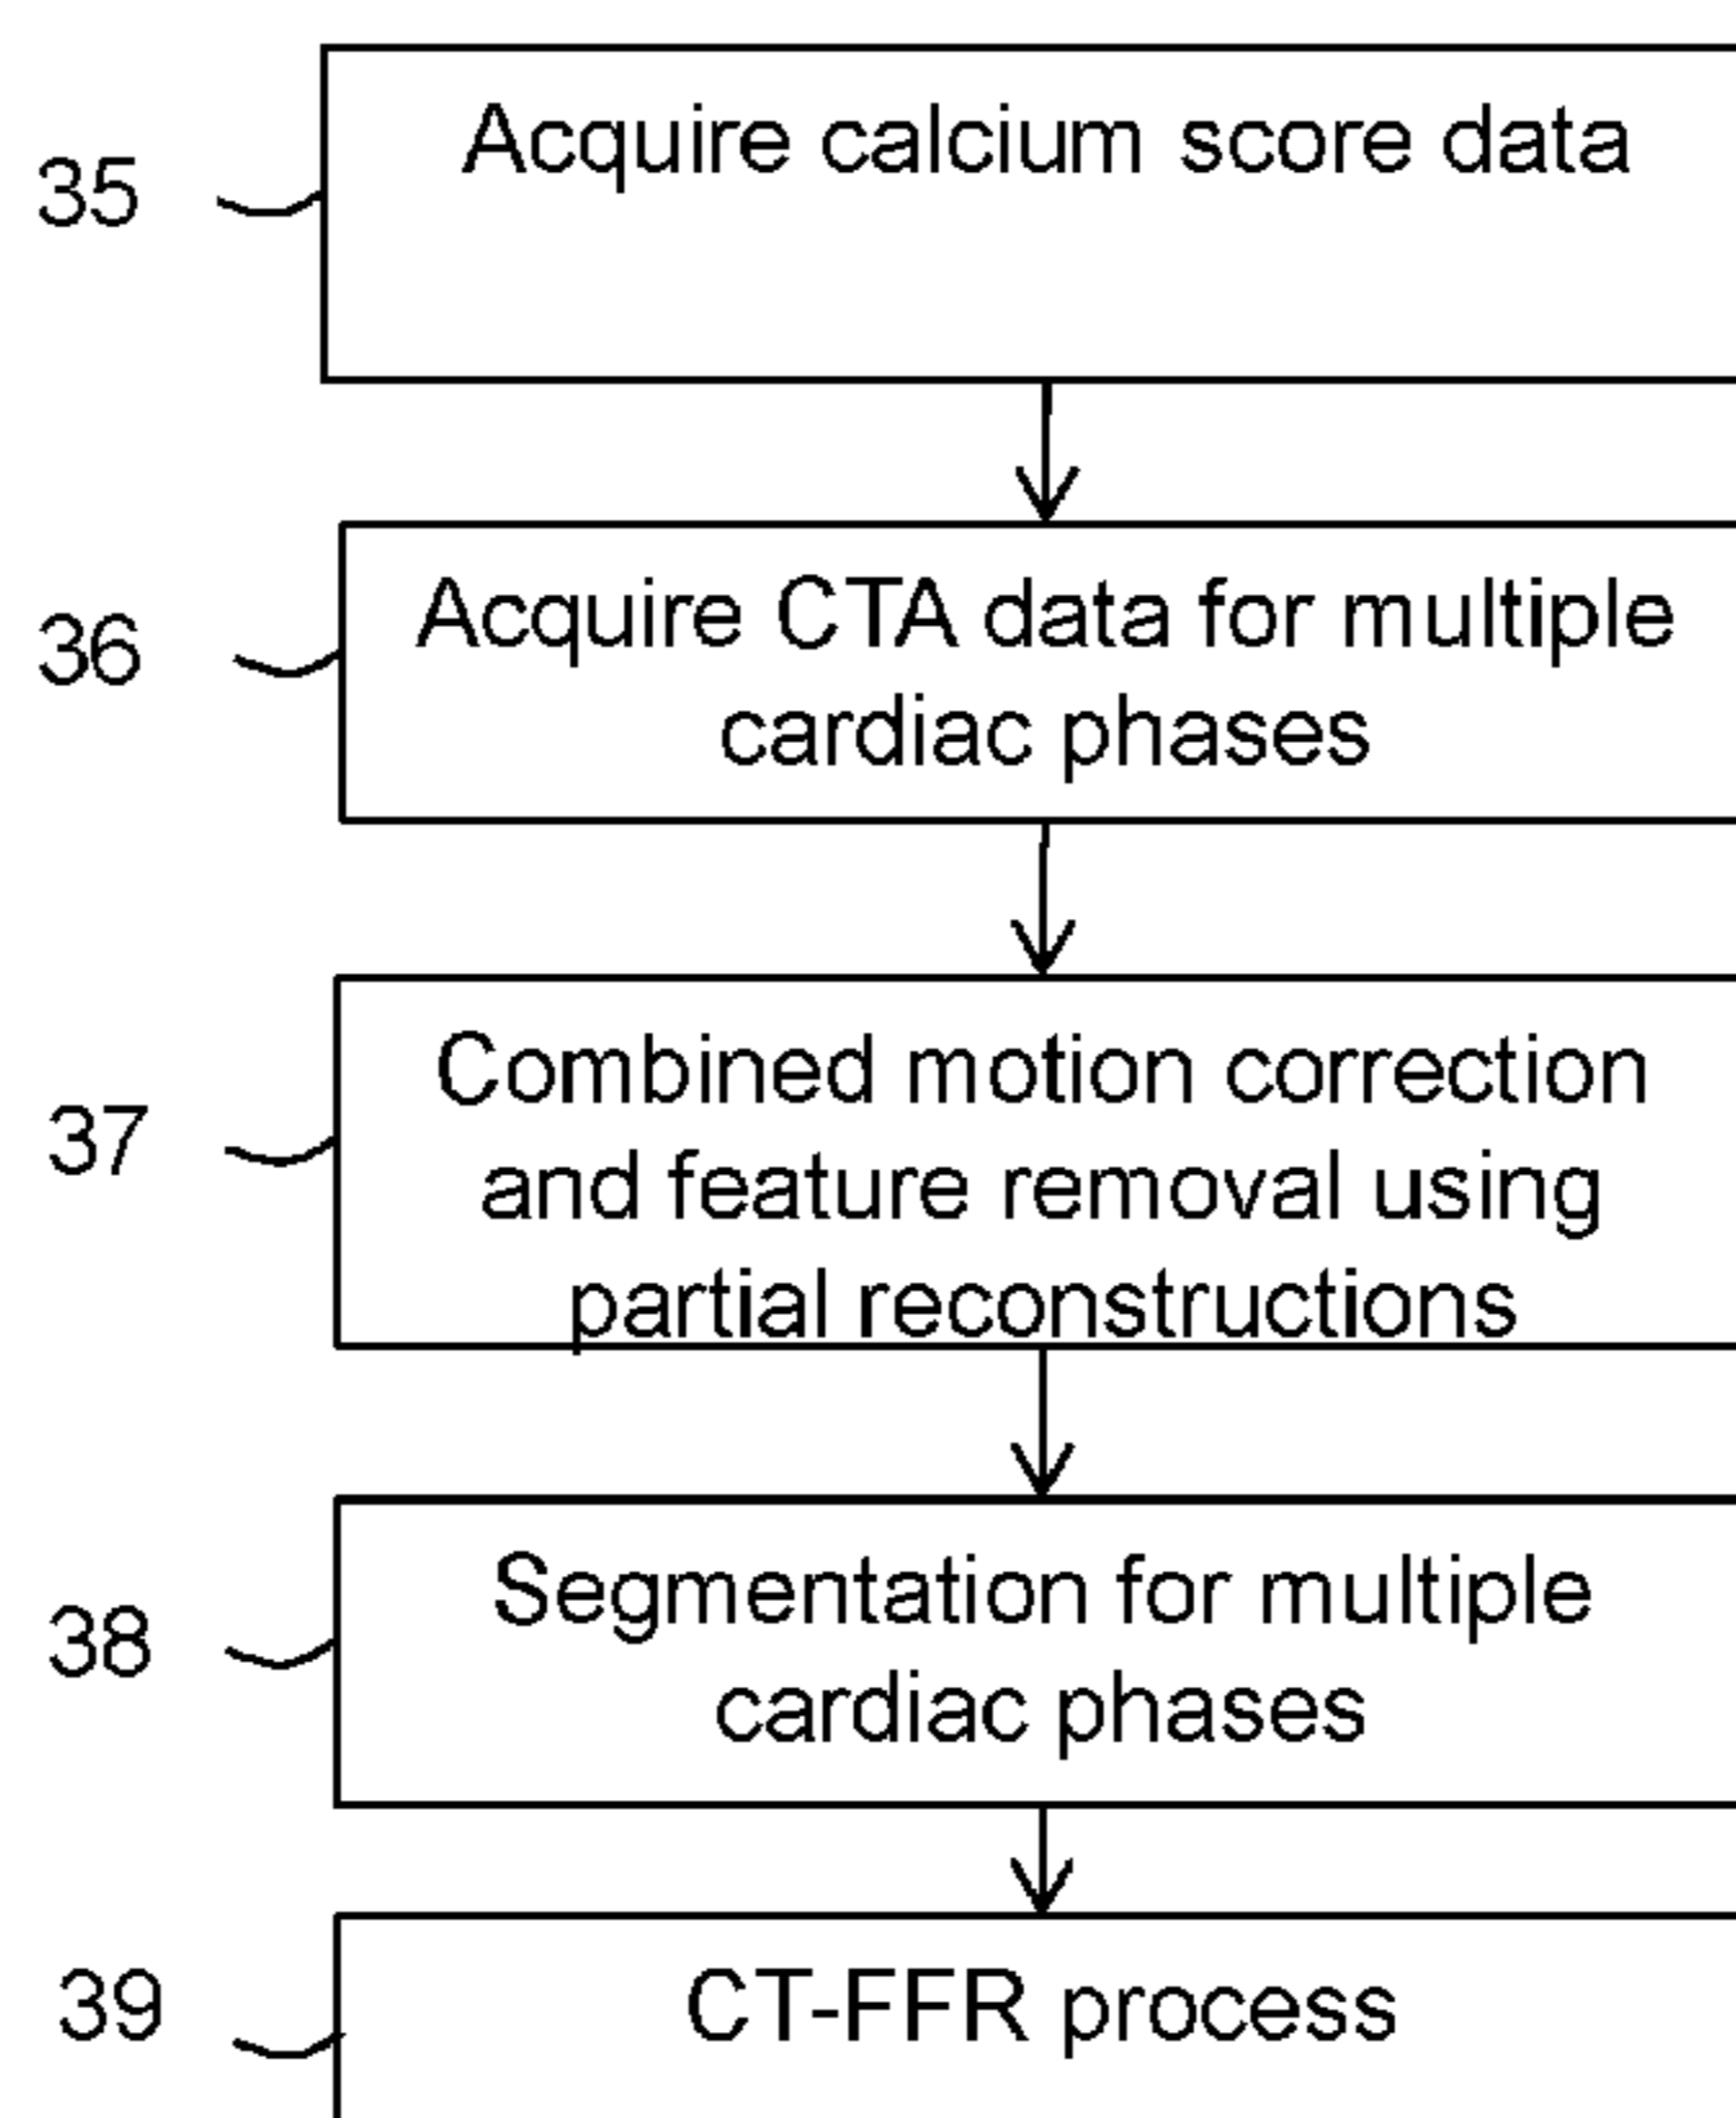 35
Acquire calcium score data
36
Acquire CTA data for multiple
cardiac phases
37
Combined motion correction
and feature removal using
partial reconstructions
38
Segmentation for multiple
cardiac phases
39
CT-FFR process